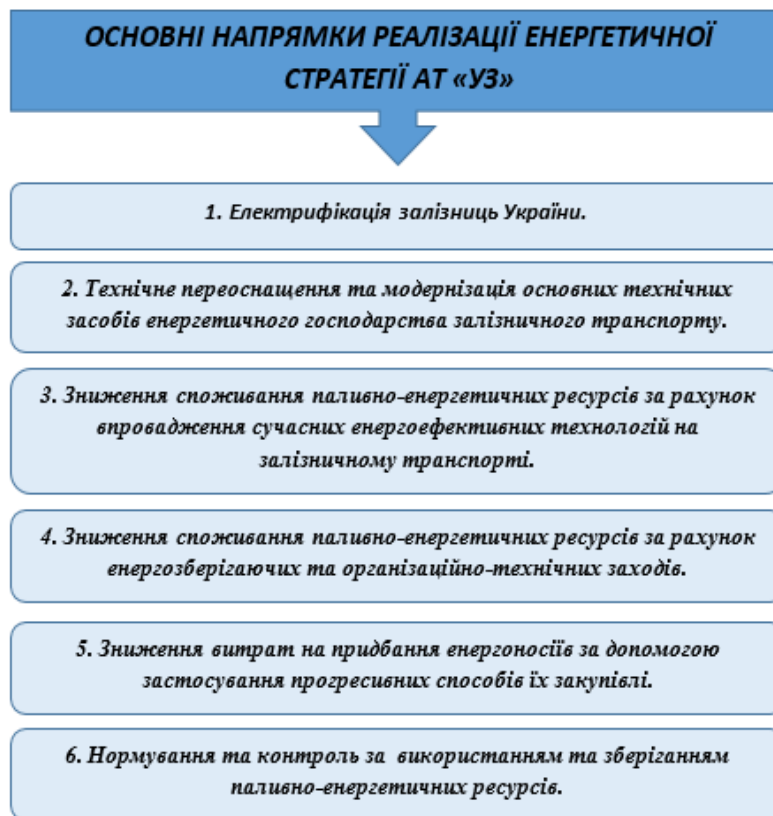 ОСНОВНІ НАПРЯМКИ РЕАЛІЗАЦІЇ ЕНЕРГЕТИЧНОЇ
СТРАТЕГІЇ АТ «УЗ»
1. Електрифікація залізниць України.
2. Технічне переоснащення та модернізація основних технічних
засобів енергетичного господарства залізничного транспорту.
3. Зниження споживання паливно-енергетичних ресурсів за рахунок
впровадження сучасних енергоефективних технологій на
залізничному транспорті.
4. Зниження споживання паливно-енергетичних ресурсів за рахунок
енергозберігаючих та організаційно-технічних заходів.
5. Зниження витрат на придбання енергоносіїв за допомогою
застосування прогресивних способів їх закупівлі.
6. Нормування та контроль за використанням та зберіганням
паливно-енергетичних ресурсів.